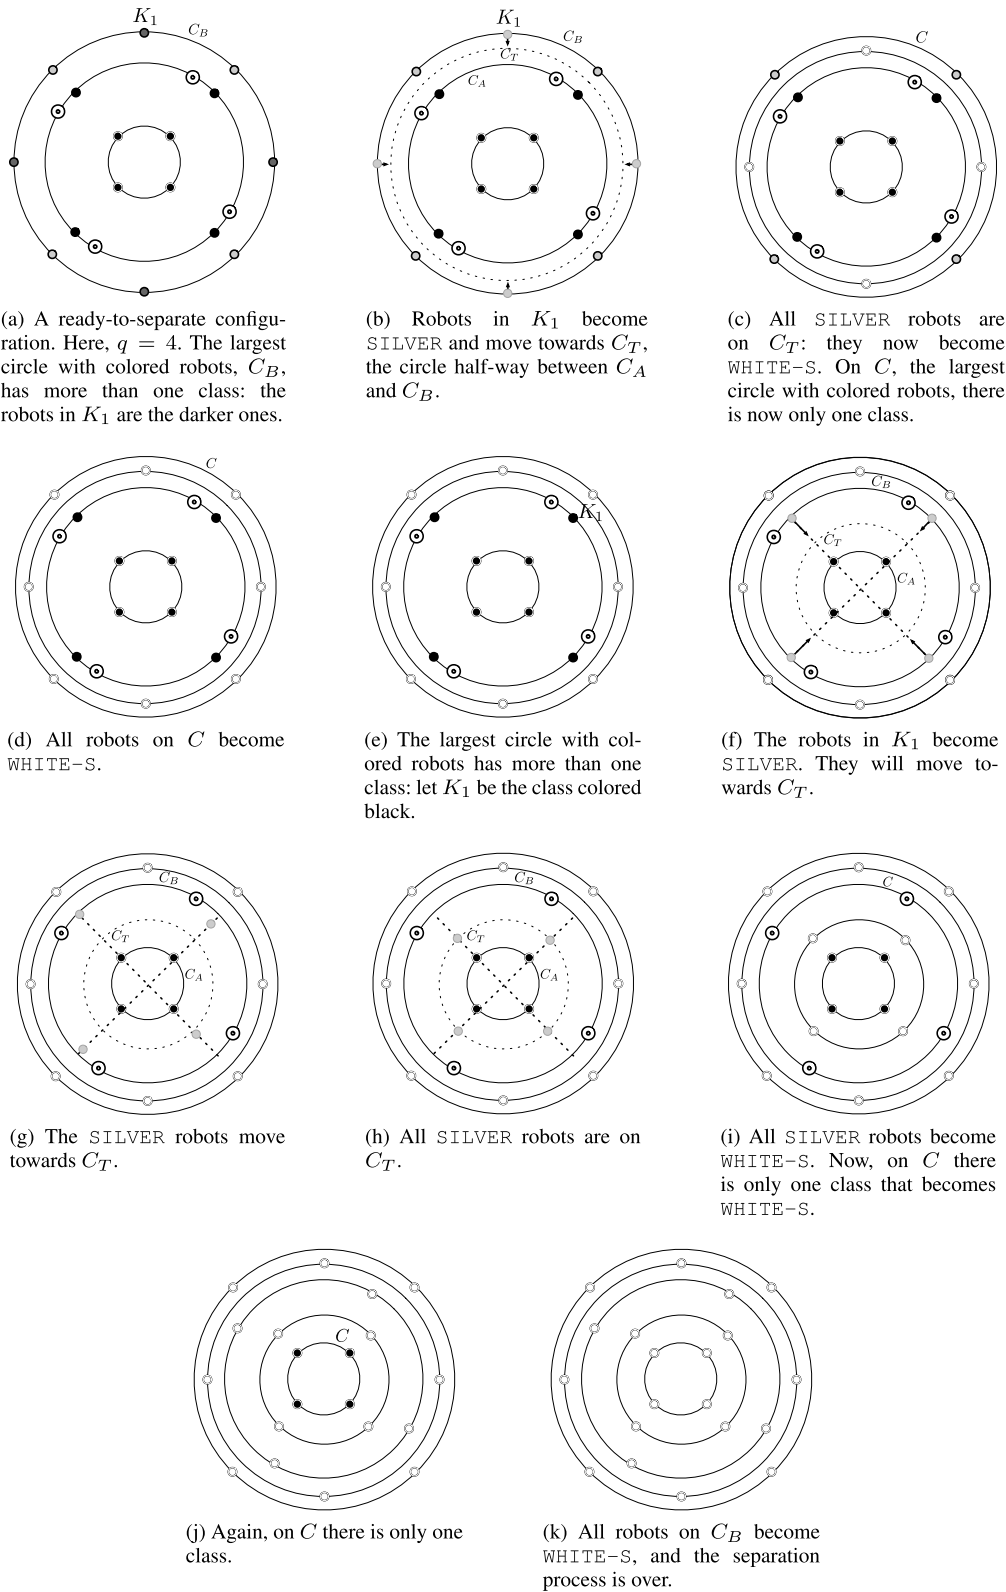 K1
CB
(a) A ready-to-separate configu-
ration. Here, q = 4. The largest
circle with colored robots, CB,
has more than one class: the
robots in K1 are the darker ones.
K1
CB
CT
CA
(b) Robots in K1 become
SILVER and move towards CT,
the circle half-way between CA
and CB.
C
(c) All SILVER robots are
on CT: they now become
WHITE-S. On C, the largest
circle with colored robots, there
is now only one class.
C
(d) All robots on C become
WHITE-S.
K1
(e) The largest circle with col-
ored robots has more than one
class: let K1 be the class colored
black.
CB
CT
CA
(f) The robots in K1 become
SILVER. They will move to-
wards CT.
CB
CT
CA
(g) The SILVER robots move
towards CT.
CB
CT
CA
(h) All SILVER robots are on
CT.
C
(i) All SILVER robots become
WHITE-S. Now, on C there
is only one class that becomes
WHITE-S.
C
(j) Again, on C there is only one
class.
(k) All robots on CB become
WHITE-S, and the separation
process is over.